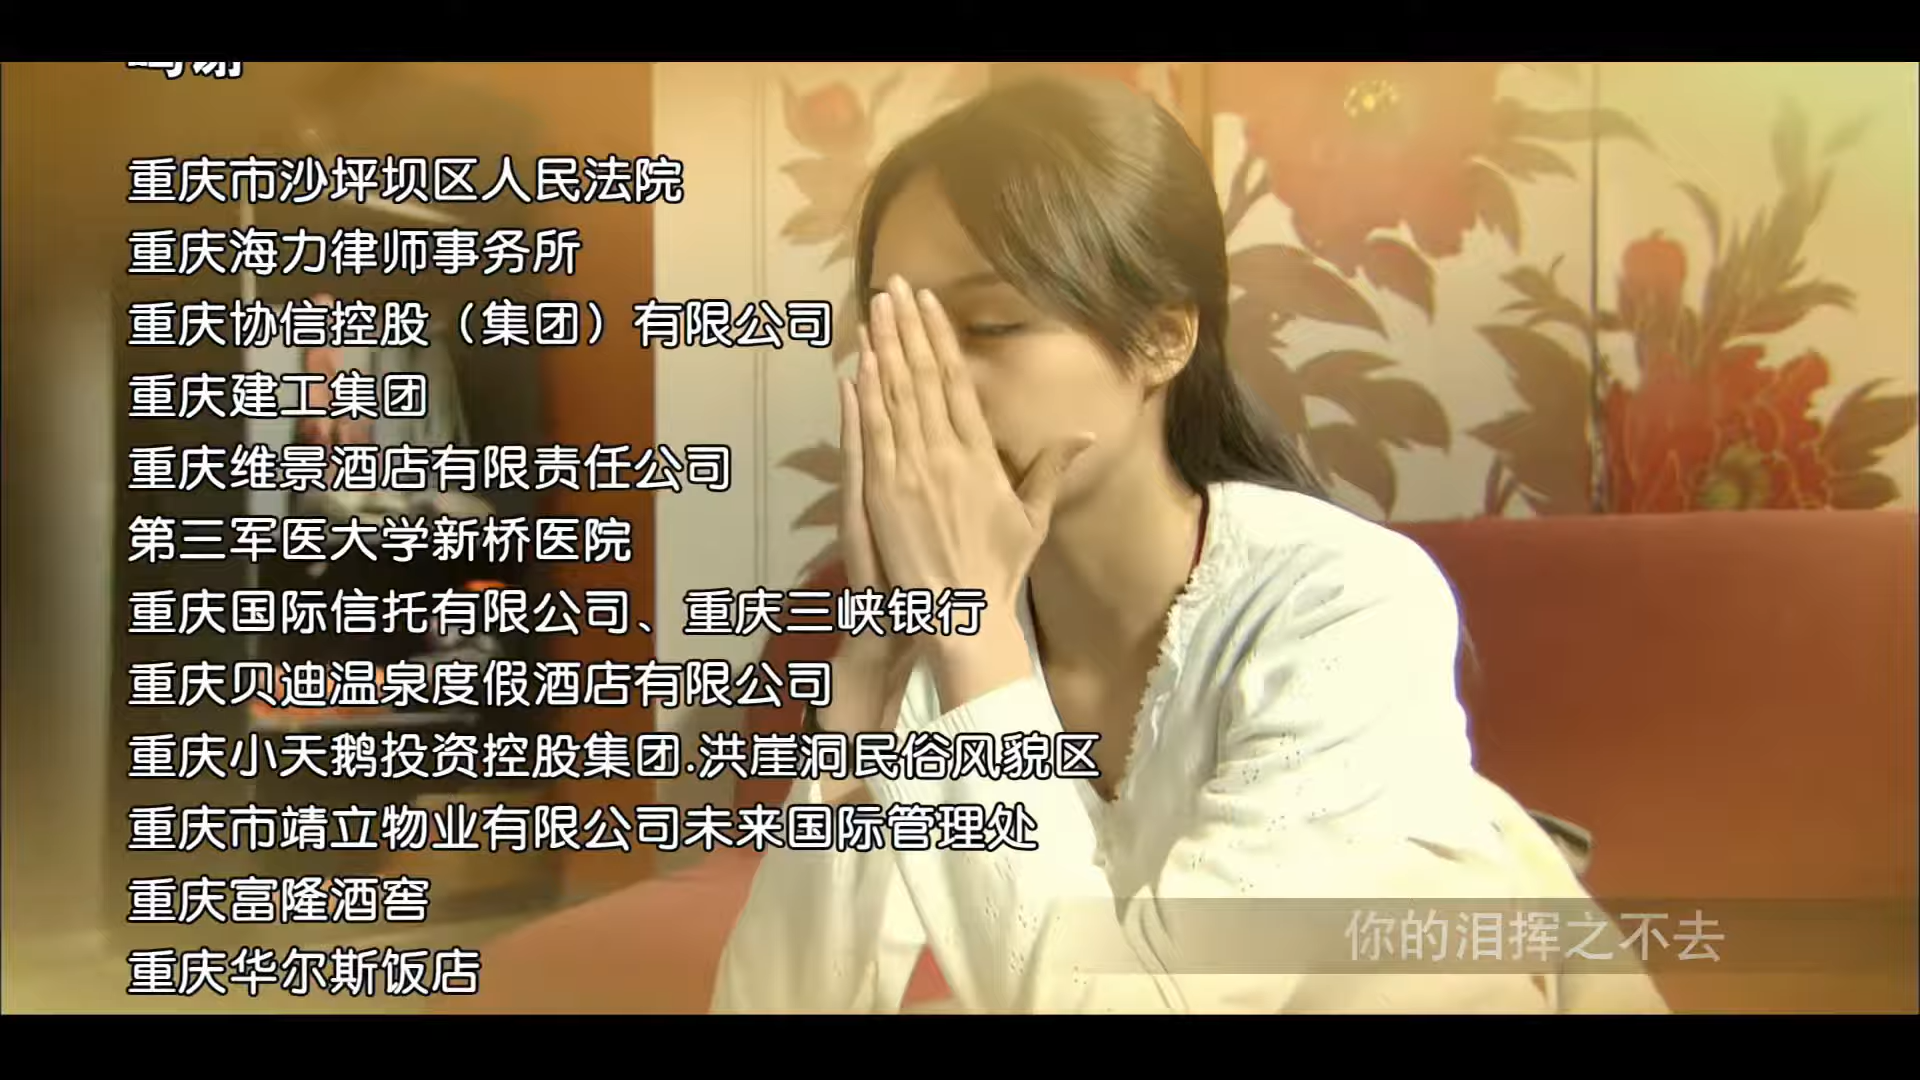 鸣谢
重庆市沙坪坝区人民法院
重庆海力律师事务所
重庆协信控股（集团）有限公司
重庆建工集团
重庆维景酒店有限责任公司
第三军医大学新桥医院
重庆国际信托有限公司、重庆三峡银行
重庆贝迪温泉度假酒店有限公司
重庆小天鹅投资控股集团.洪崖洞民俗风貌区
重庆市靖立物业有限公司未来国际管理处
重庆富隆酒窖
重庆华尔斯饭店
你的泪挥之不去